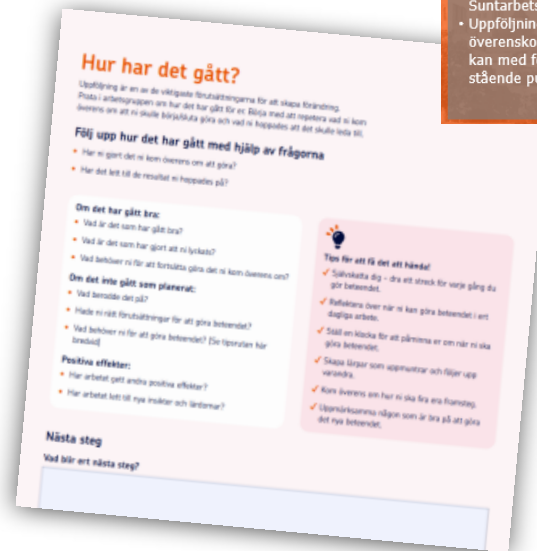 Suntarbets
• Uppföljnin
överensko
kan med f
stående p
Hur har det gått?
Uppföljning är en av de viktigaste förutsättningarna för att skapa förändring.
Prata i arbetsgruppen om hur det har gått för er. Börja med att repetera vad ni kom
överens om att ni skulle börja/sluta göra och vad ni hoppades att det skulle leda till.
Följ upp hur det har gått med hjälp av frågorna
• Har ni gjort det ni kom överens om att göra?
• Har det lett till de resultat ni hoppades på?
Om det har gått bra:
• Vad är det som har gått bra?
• Vad är det som har gjort att ni lyckats?
• Vad behöver ni för att fortsätta göra det ni kom överens om?
Om det inte gått som planerat:
• Vad berodde det på?
• Hade ni rätt förutsättningar för att göra beteendet?
• Vad behöver ni för att göra beteendet? (Se tipsrutan här
bredvid)
Positiva effekter:
• Har arbetet gett andra positiva effekter?
• Har arbetet lett till nya insikter och lärdomar?
Tips för att få det att hända!
✓ Självskatta dig – dra ett streck för varje gång du
gör beteendet.
✓ Reflektera över när ni kan göra beteendet i ert
dagliga arbete.
✓ Ställ en klocka för att påminna er om när ni ska
göra beteendet.
✓ Skapa lärpar som uppmuntrar och följer upp
varandra.
✓ Kom överens om hur ni ska fira era framsteg.
✓ Uppmärksamma någon som är bra på att göra
det nya beteendet.
Nästa steg
Vad blir ert nästa steg?